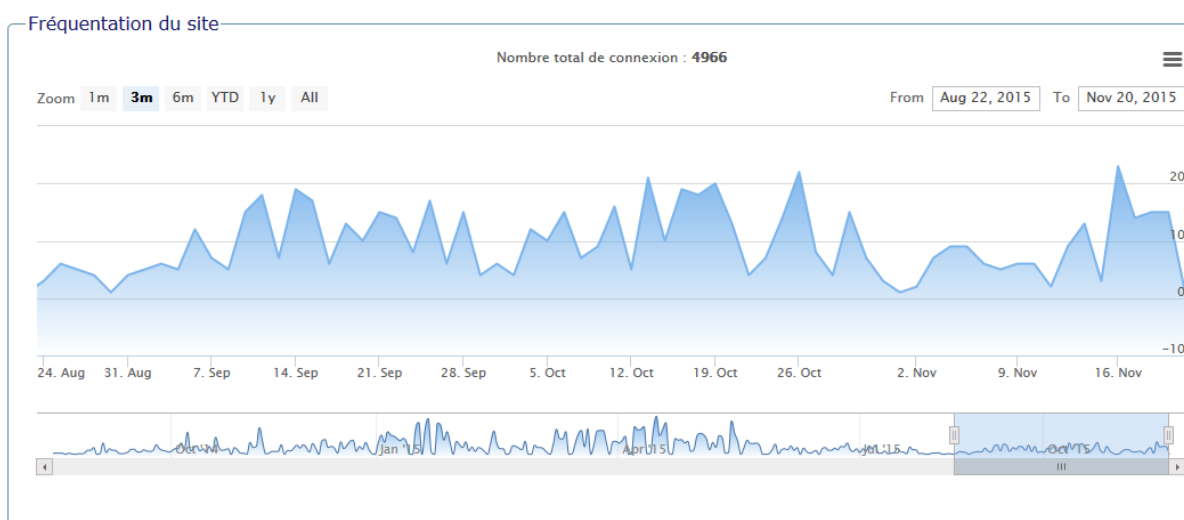 Fréquentation du site
Nombre total de connexion : 4966
Zoom 1m 3m 6m YTD 1y All From Aug 22, 2015 To Nov 20, 2015
20
10
0
-10
24. Aug 31. Aug 7. Sep 14. Sep 21. Sep 28. Sep 5. Oct 12. Oct 19. Oct 26. Oct 2. Nov 9. Nov 16. Nov
Oct '14 Jan '15 Apr '15 Jul '15 Oct '15